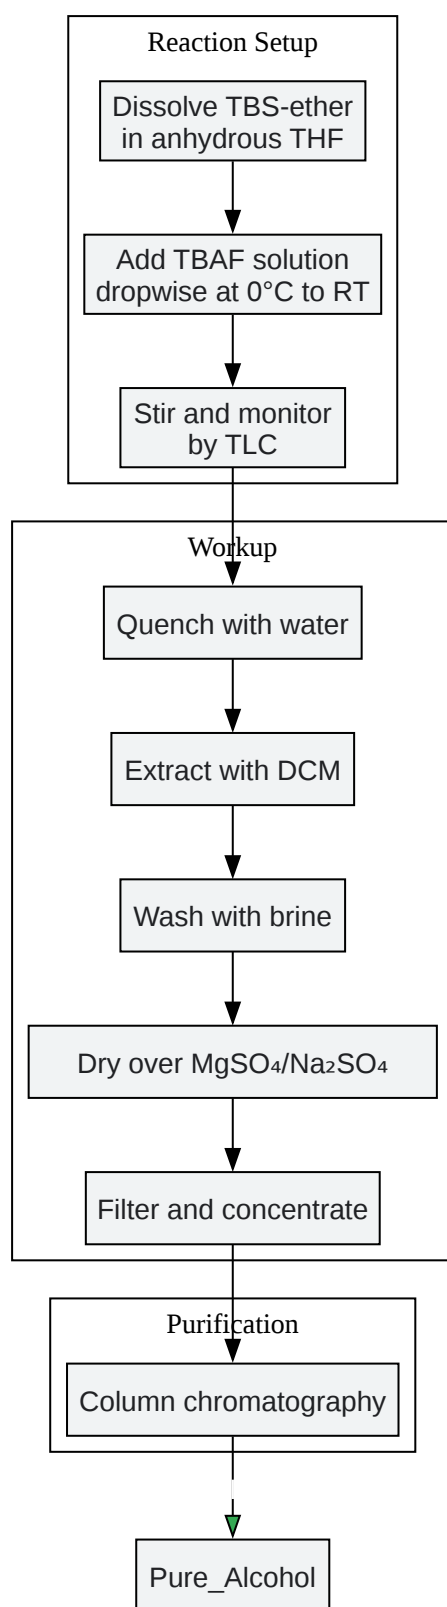 Reaction Setup
Dissolve TBS-ether
in anhydrous THF
Add TBAF solution
dropwise at 0°C to RT
Stir and monitor
by TLC
Workup
Quench with water
Extract with DCM
Wash with brine
Dry over MgSO₄/Na₂SO₄
Filter and concentrate
Purification
Column chromatography
Pure_Alcohol